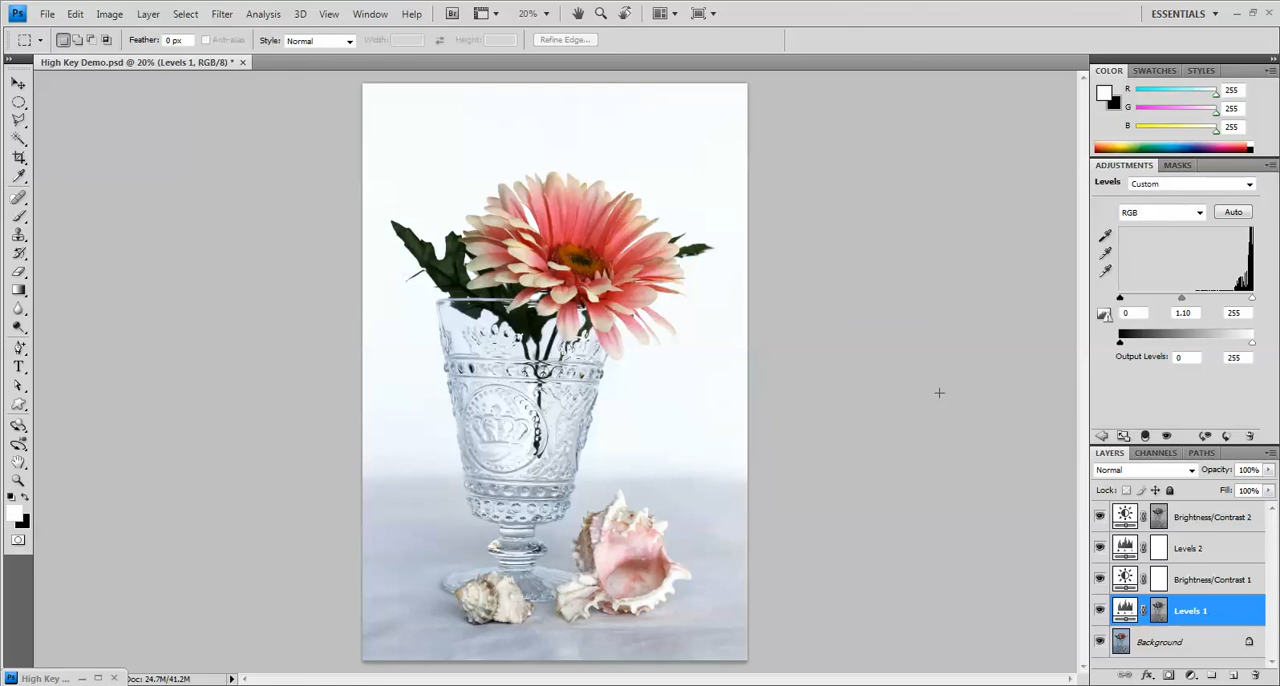 Ps File Edit Image Layer Select Filter Analysis 3D View Window Help Br 20% ESSENTIALS
Feather: 0 px Anti-alias Style: Normal Width: Height: Refine Edge...
High Key Demo.psd @ 20% (Levels 1, RGB/8) *
COLOR SWATCHES STYLES
R 255
G 255
B 255
ADJUSTMENTS MASKS
Levels Custom
RGB Auto
0 1.10 255
Output Levels: 0 255
LAYERS CHANNELS PATHS
Normal Opacity: 100%
Lock: Fill: 100%
Brightness/Contrast 2
Levels 2
Brightness/Contrast 1
Levels 1
Background
Ps High Key ... Doc: 24.7M/41.2M